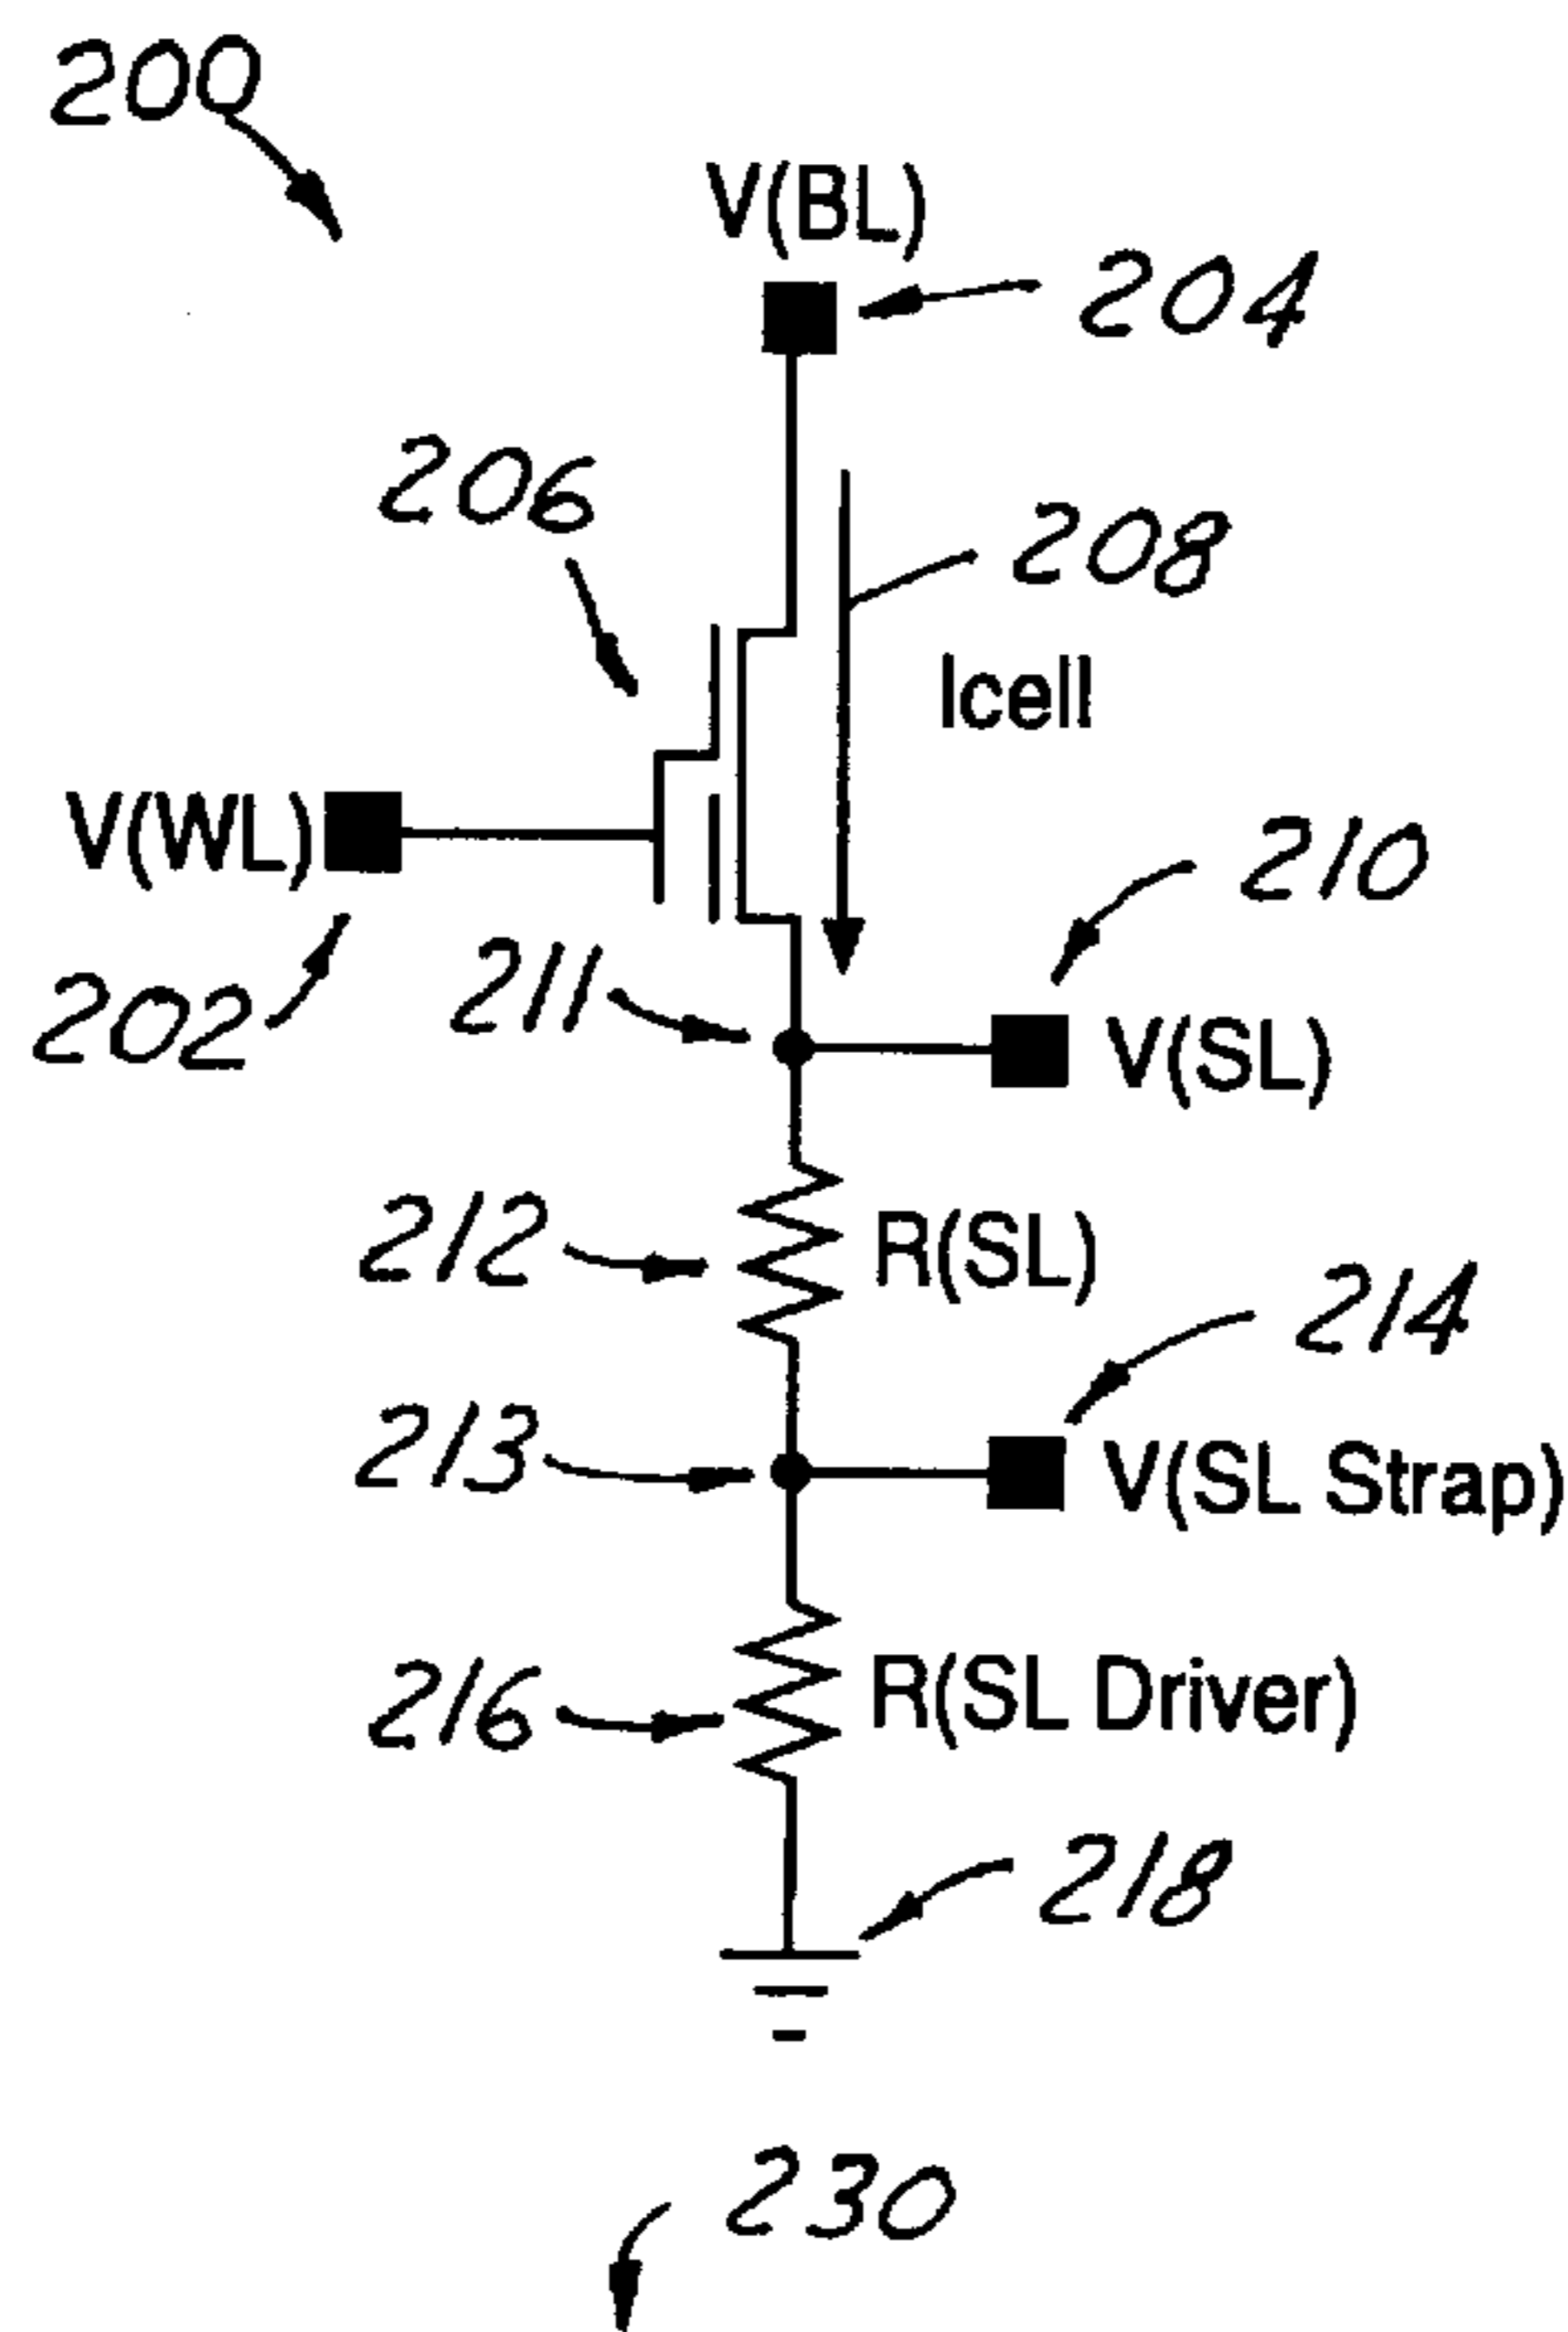 200
V(BL)
204
206
208
Icell
V(WL)
210
202
211
V(SL)
212
R(SL)
214
213
V(SL Strap)
216
R(SL Driver)
218
230